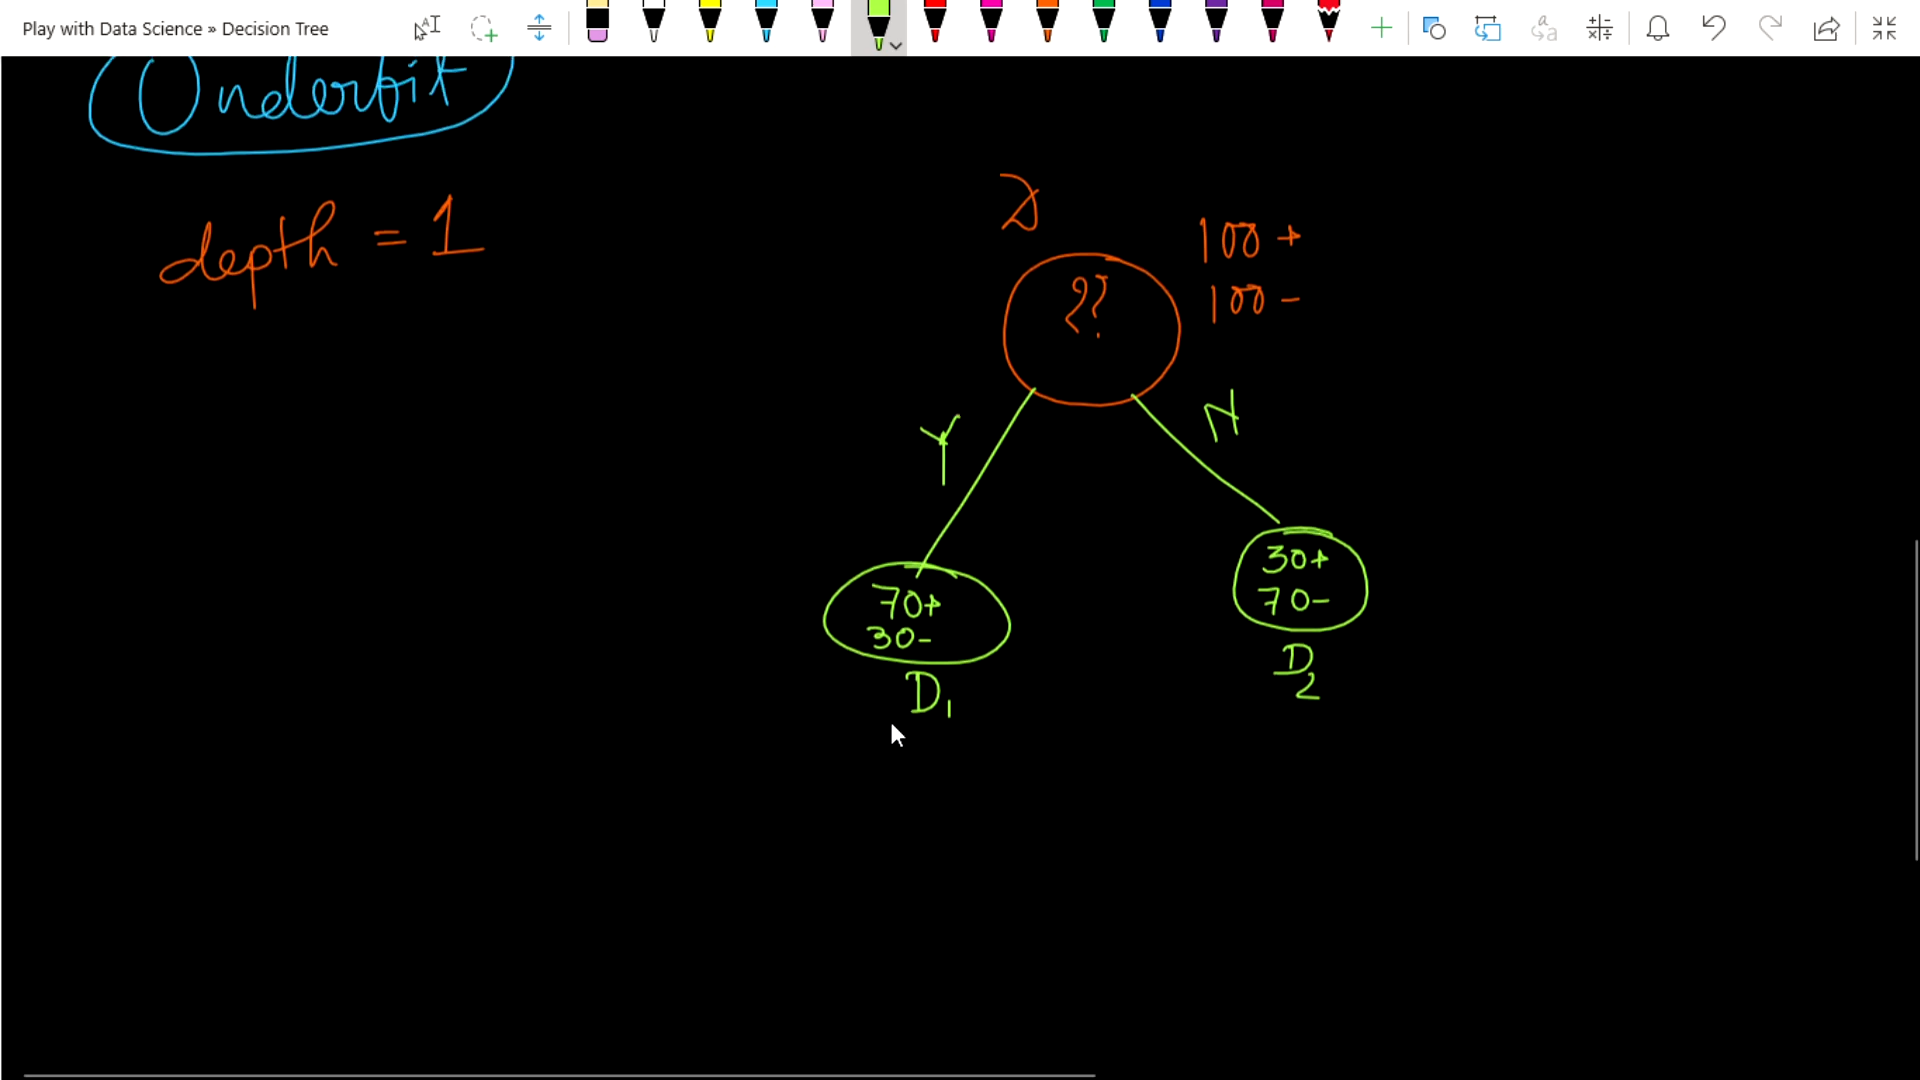 Play with Data Science » Decision Tree
Underfit
depth = 1
D
100 +
100 -
??
Y
N
70+
30-
D1
30+
70-
D2